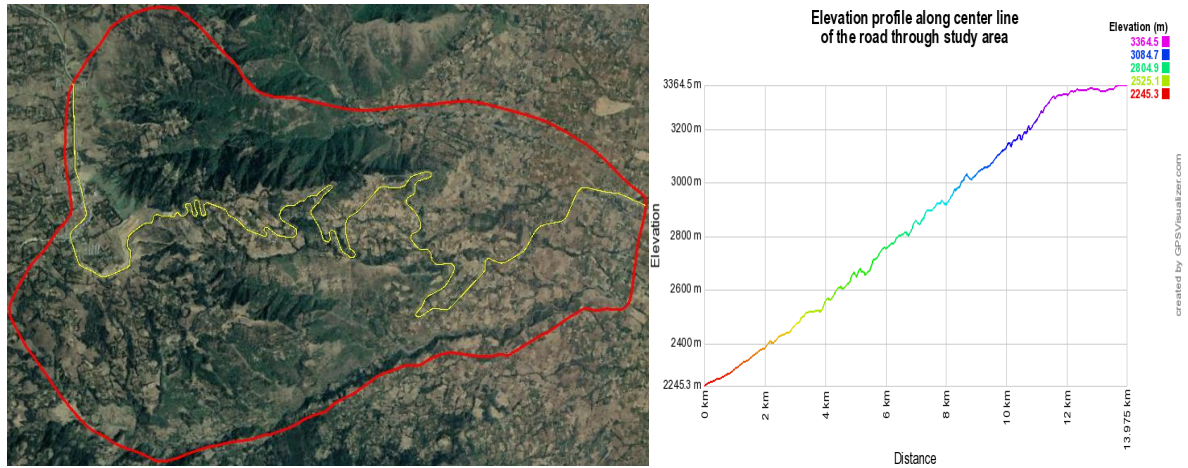 Elevation profile along center line
of the road through study area
Elevation (m)
3364.5
3084.7
2804.9
2525.1
2245.3
3364.5 m
3200 m
3000 m
2800 m
2600 m
2400 m
2245.3 m
Elevation
0 km
2 km
4 km
6 km
8 km
10 km
12 km
13.975 km
Distance
created by GPSVisualizer.com